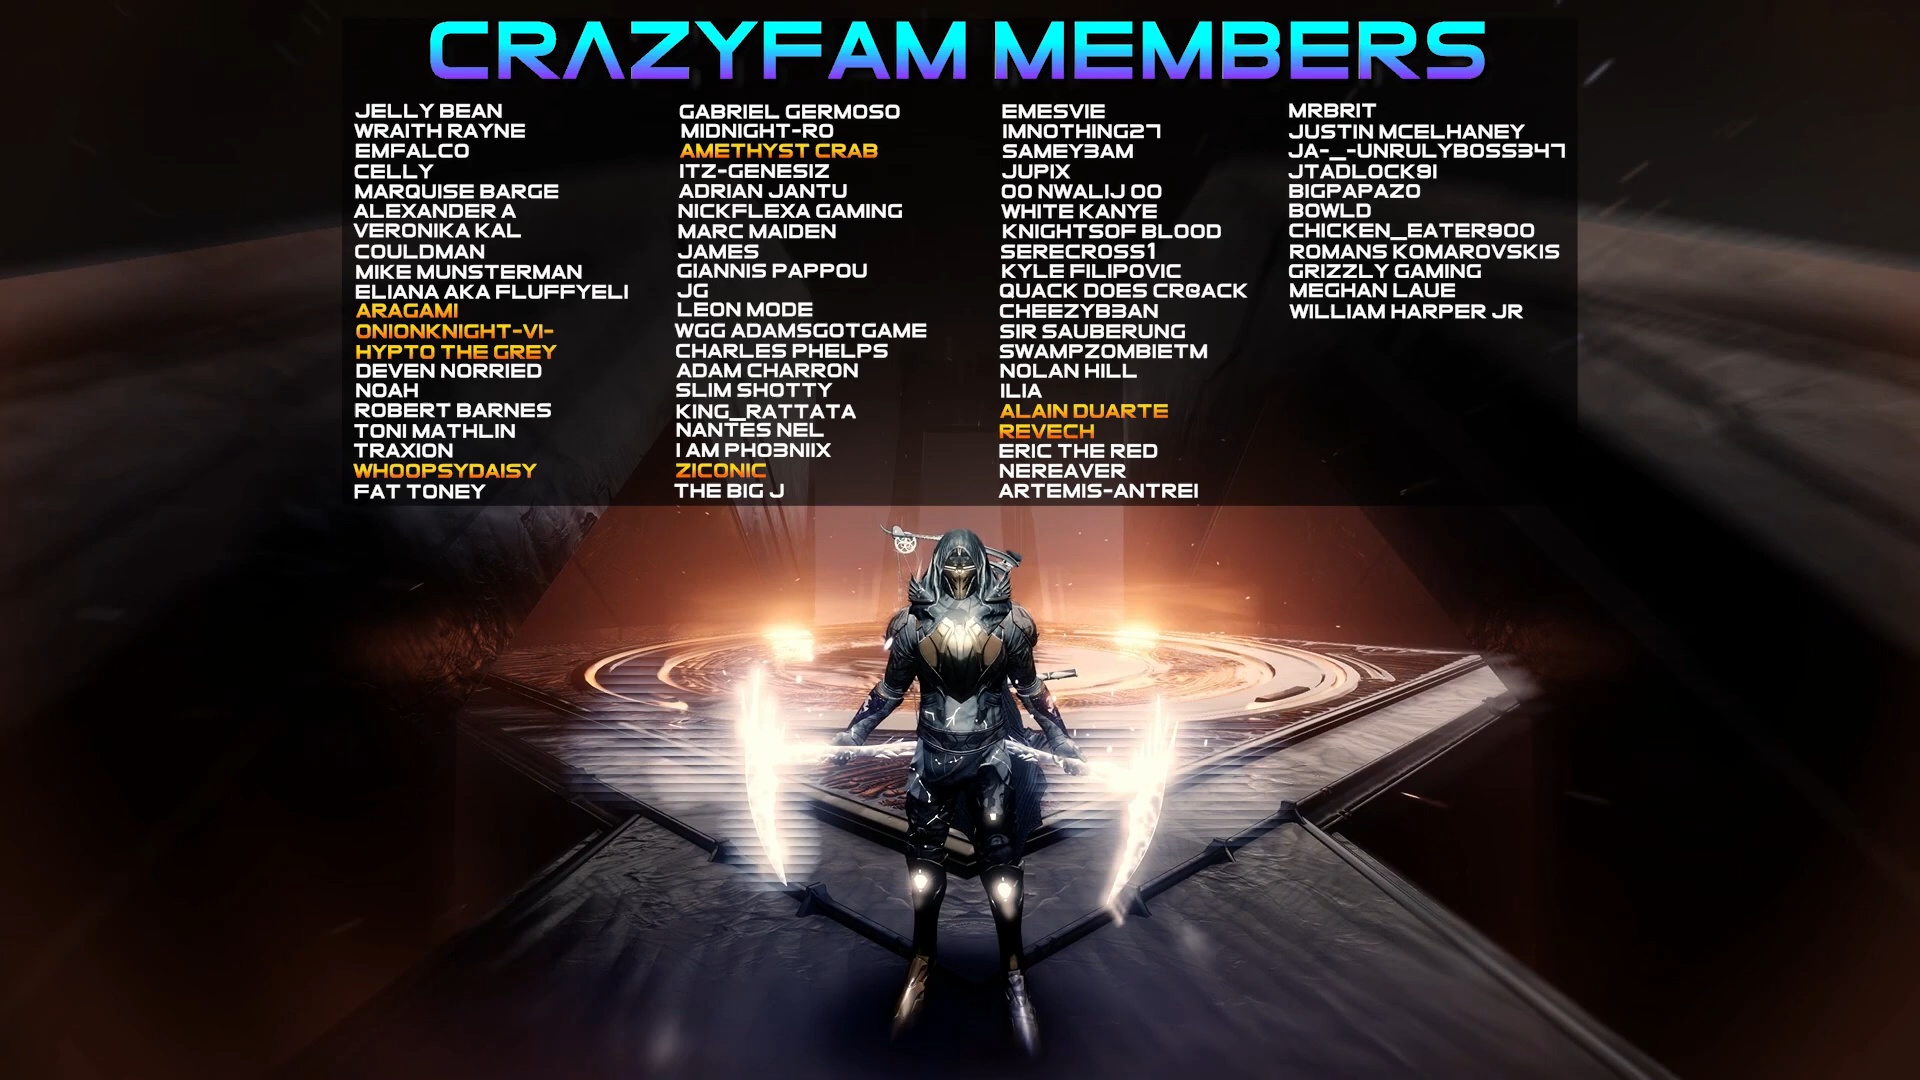 CRAZYFAM MEMBERS
JELLY BEAN
WRAITH RAYNE
EMFALCO
CELLY
MARQUISE BARGE
ALEXANDER A
VERONIKA KAL
COULDMAN
MIKE MUNSTERMAN
ELIANA AKA FLUFFYELI
ARAGAMI
ONIONKNIGHT-VI-
HYPTO THE GREY
DEVEN NORRIED
NOAH
ROBERT BARNES
TONI MATHLIN
TRAXION
WHOOPSYDAISY
FAT TONEY
GABRIEL GERMOSO
MIDNIGHT-RO
AMETHYST CRAB
ITZ-GENESIZ
ADRIAN JANTU
NICKFLEXA GAMING
MARC MAIDEN
JAMES
GIANNIS PAPPOU
JG
LEON MODE
WGG ADAMSGOTGAME
CHARLES PHELPS
ADAM CHARRON
SLIM SHOTTY
KING_RATTATA
NANTES NEL
I AM PHO3NIIX
ZICONIC
THE BIG J
EMESVIE
IMNOTHING27
SAMEY3AM
JUPIX
OO NWALIJ OO
WHITE KANYE
KNIGHTSOF BLOOD
SERECROSS1
KYLE FILIPOVIC
QUACK DOES CR@ACK
CHEEZYB3AN
SIR SAUBERUNG
SWAMPZOMBIETM
NOLAN HILL
ILIA
ALAIN DUARTE
REVECH
ERIC THE RED
NEREAVER
ARTEMIS-ANTREI
MRBRIT
JUSTIN MCELHANEY
JA-_-UNRULYBOSS347
JTADLOCK91
BIGPAPAZO
BOWLD
CHICKEN_EATER900
ROMANS KOMAROVSKIS
GRIZZLY GAMING
MEGHAN LAUE
WILLIAM HARPER JR